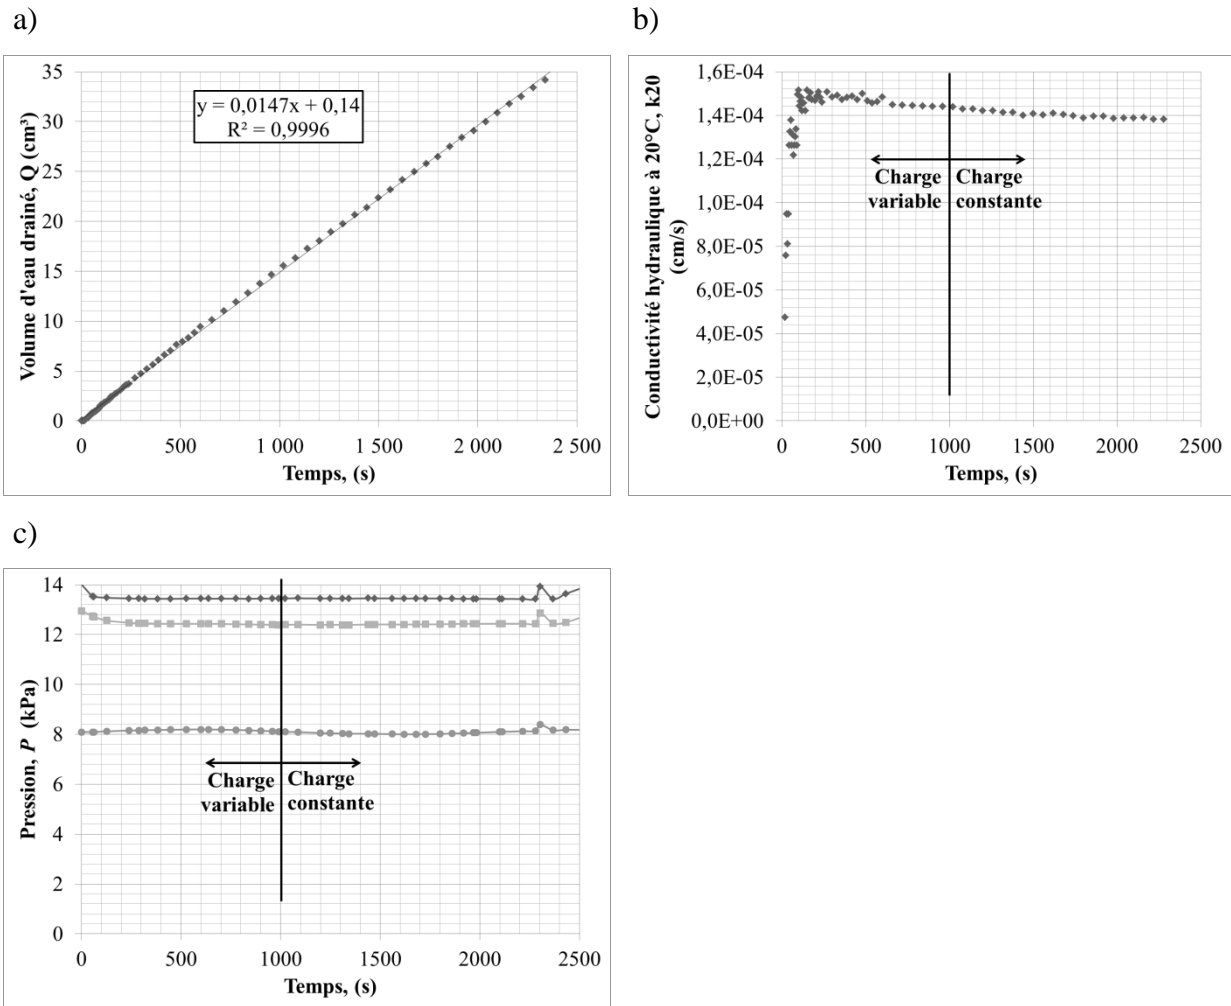 a)
35
30
25
20
15
10
5
0
Volume d'eau drainé, Q (cm³)
y = 0,0147x + 0,14
R² = 0,9996
0 500 1 000 1 500 2 000 2 500
Temps, (s)
b)
1,6E-04
1,4E-04
1,2E-04
1,0E-04
8,0E-05
6,0E-05
4,0E-05
2,0E-05
0,0E+00
Conductivité hydraulique à 20°C, k20
(cm/s)
Charge variable
Charge constante
0 500 1000 1500 2000 2500
Temps, (s)
c)
14
12
10
8
6
4
2
0
Pression, P (kPa)
Charge variable
Charge constante
0 500 1000 1500 2000 2500
Temps, (s)